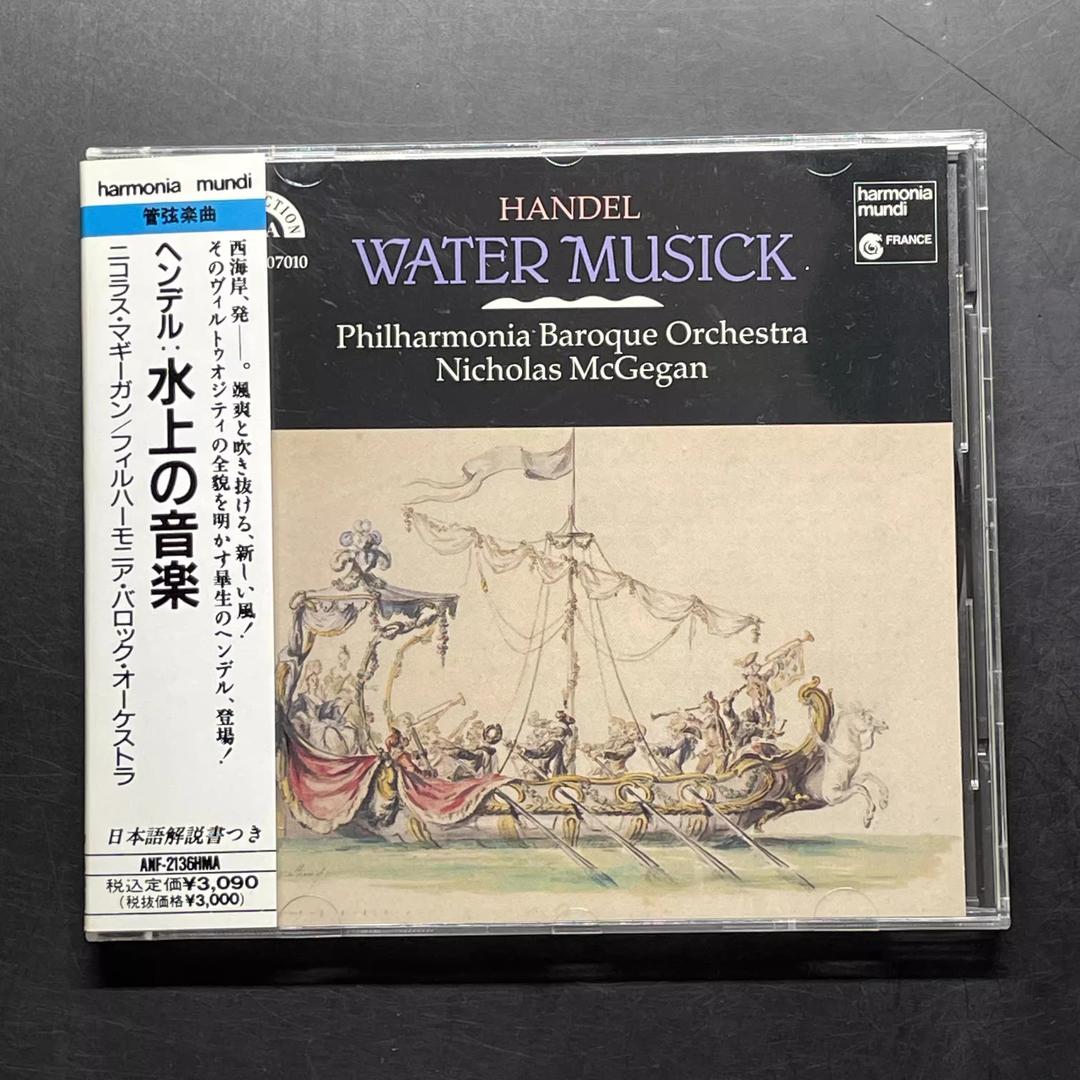 harmonia mundi
管弦楽曲
西海岸、発――。颯爽と吹き抜ける、新しい風!
そのヴィルトゥオジティの全貌を明かす畢生のヘンデル、登場!
ヘンデル:水上の音楽
ニコラス・マギーガン/フィルハーモニア・バロック・オーケストラ
日本語解説書つき
ANF-2136HMA
税込定価¥3,090
(税抜価格¥3,000)
07010
HANDEL
WATER MUSICK
Philharmonia Baroque Orchestra
Nicholas McGegan
harmonia
mundi
FRANCE